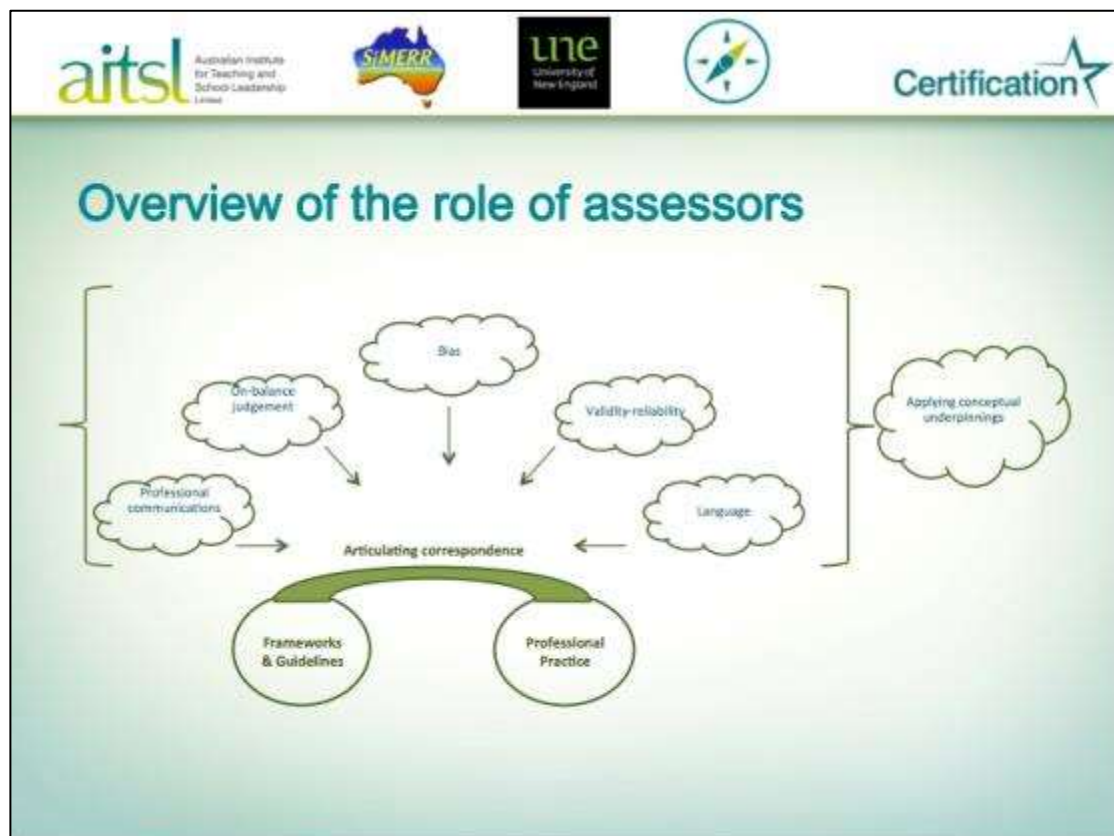 aitsl
Australian Institute
for Teaching and
School Leadership
Limited
SiMERR
une
University of
New England
Certification
Overview of the role of assessors
Bias
On-balance
judgement
Validity-reliability
Applying conceptual
underpinnings
Professional
communications
Language
Articulating correspondence
Frameworks
& Guidelines
Professional
Practice